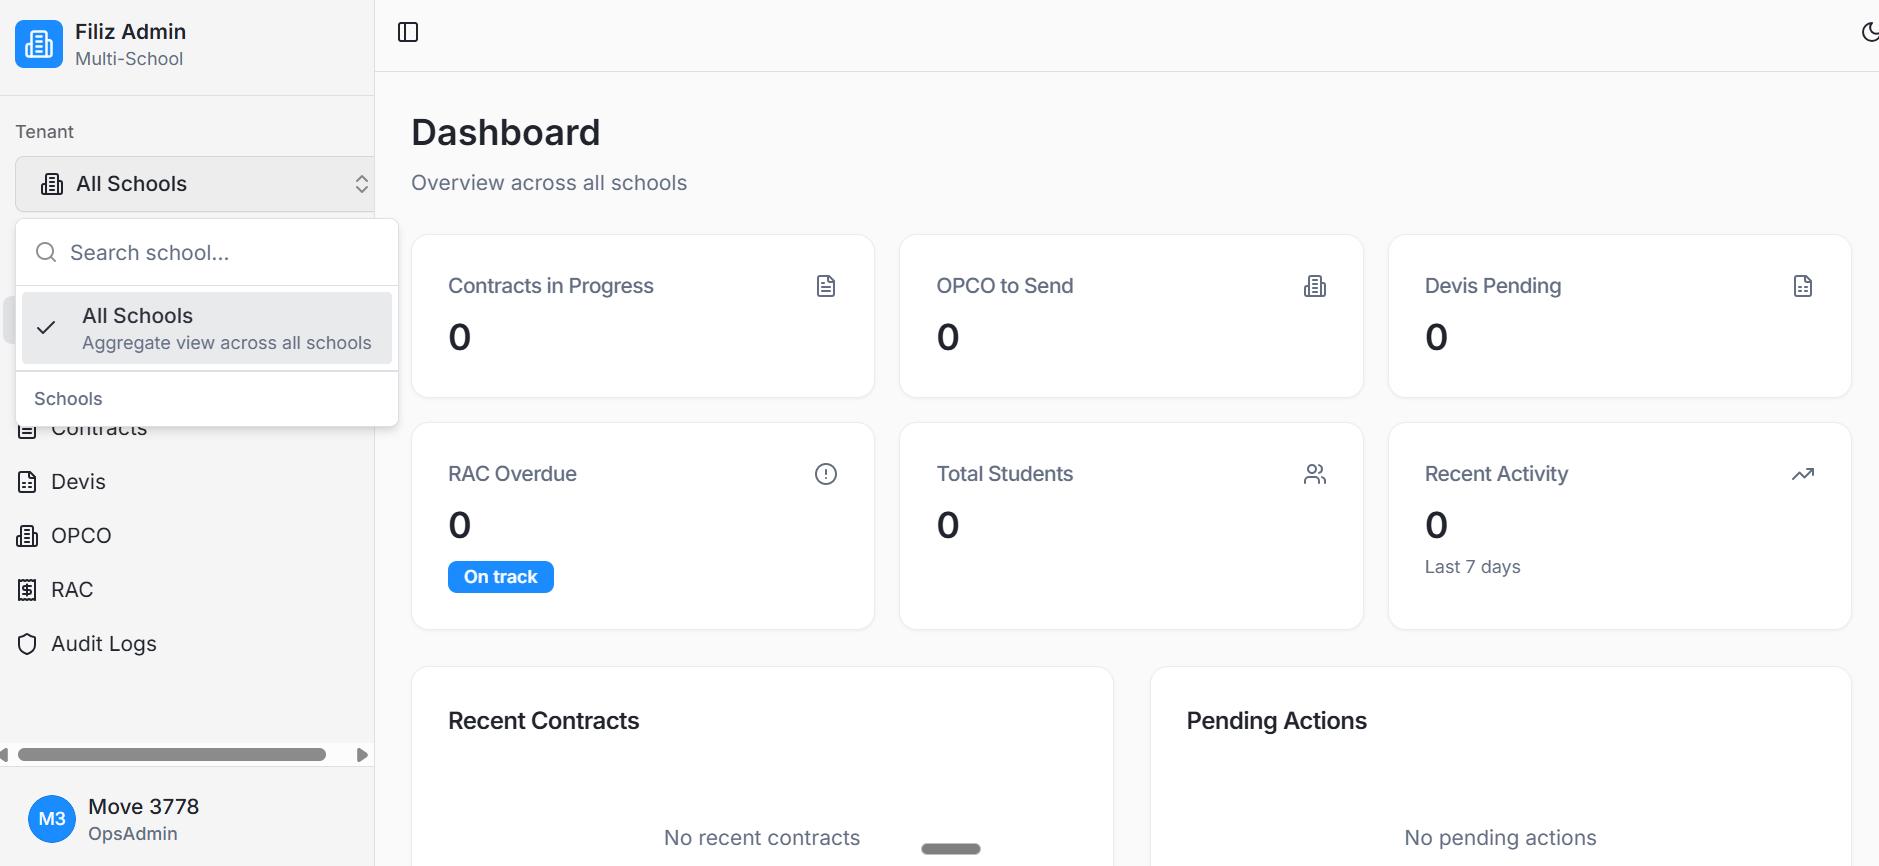 Filiz Admin
Multi-School
Tenant
All Schools
Search school...
All Schools
Aggregate view across all schools
Schools
Contracts
Devis
OPCO
RAC
Audit Logs
M3
Move 3778
OpsAdmin
Dashboard
Overview across all schools
Contracts in Progress
0
OPCO to Send
0
Devis Pending
0
RAC Overdue
0
On track
Total Students
0
Recent Activity
0
Last 7 days
Recent Contracts
No recent contracts
Pending Actions
No pending actions